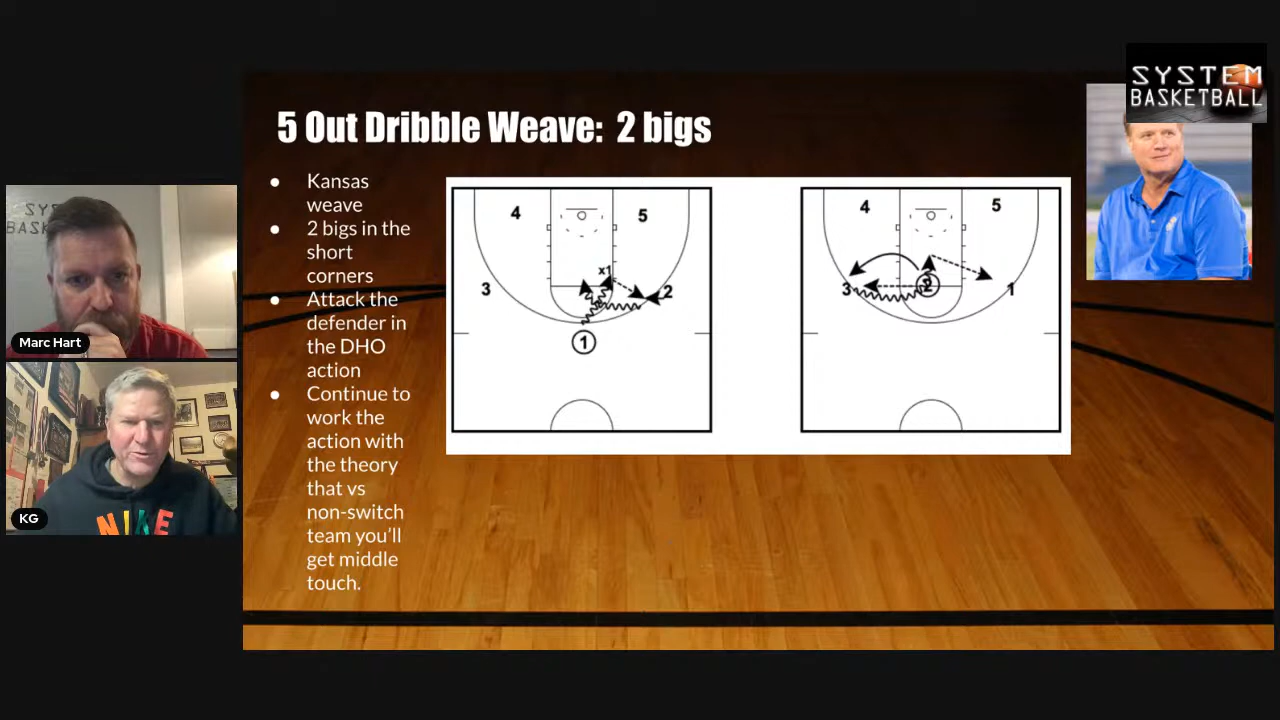 SYSTEM
BASKETBALL
5 Out Dribble Weave: 2 bigs
● Kansas
weave
● 2 bigs in the
short
corners
● Attack the
defender in
the DHO
action
● Continue to
work the
action with
the theory
that vs
non-switch
team you'll
get middle
touch.
4 5
x1
3 2
1
4 5
3 2 1
SYS
BASK
Marc Hart
NIKE
KG